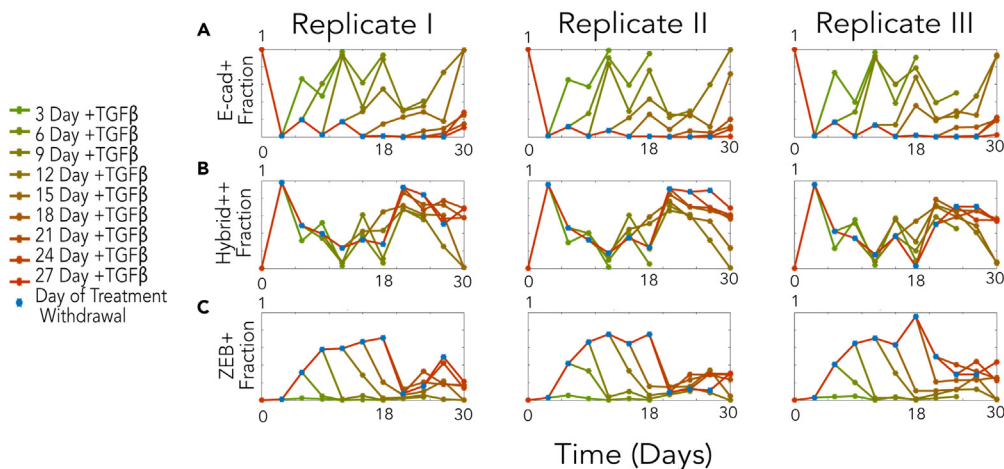 Replicate I
Replicate II
Replicate III
A
1
1
1
E-cad+
Fraction
0
18
30
0
18
30
0
18
30
3 Day +TGFβ
6 Day +TGFβ
9 Day +TGFβ
12 Day +TGFβ
15 Day +TGFβ
18 Day +TGFβ
21 Day +TGFβ
24 Day +TGFβ
27 Day +TGFβ
Day of Treatment
Withdrawal
B
1
1
1
Hybrid++
Fraction
0
18
30
0
18
30
0
18
30
C
1
1
1
ZEB+
Fraction
0
18
30
0
18
30
0
18
30
Time (Days)